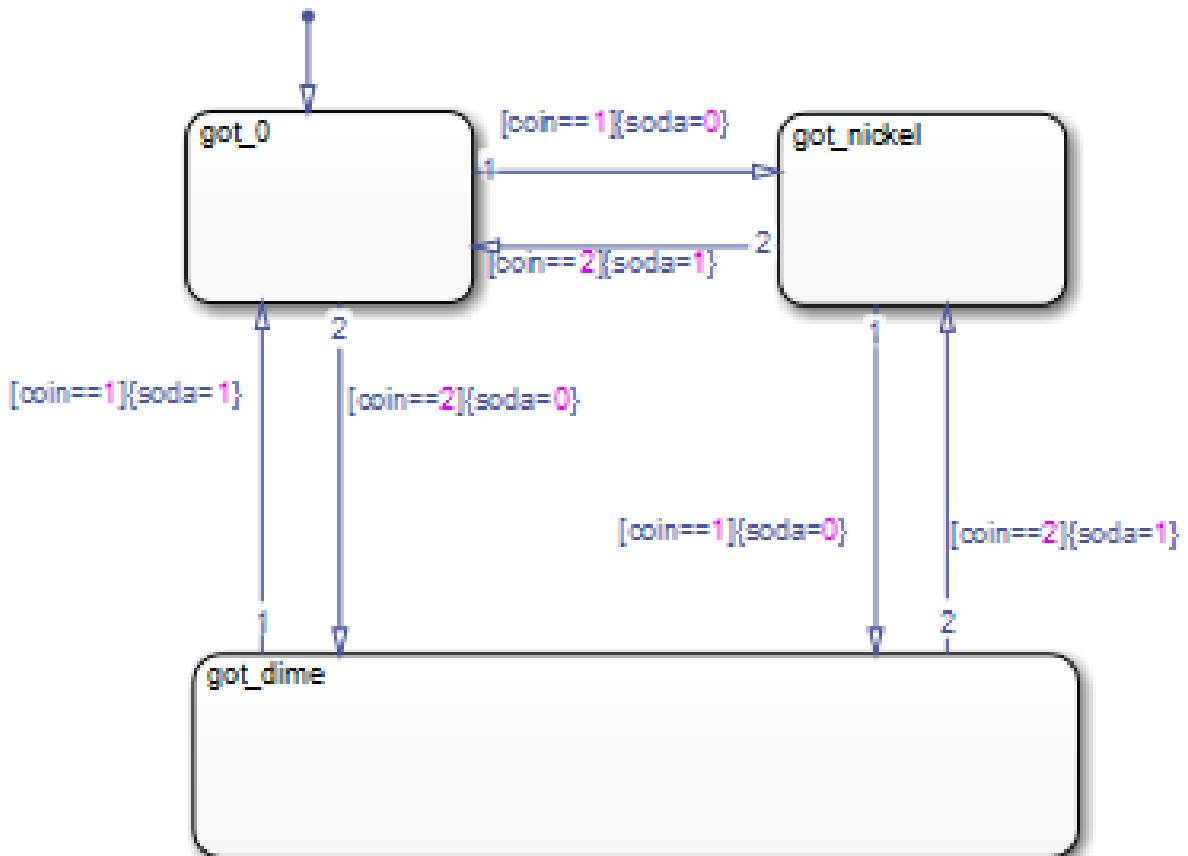 got_0
[coin==1]{soda=0}
got_nickel
1
2
[coin==2]{soda=1}
2
1
[coin==1]{soda=1}
[coin==2]{soda=0}
[coin==1]{soda=0}
[coin==2]{soda=1}
1
2
got_dime